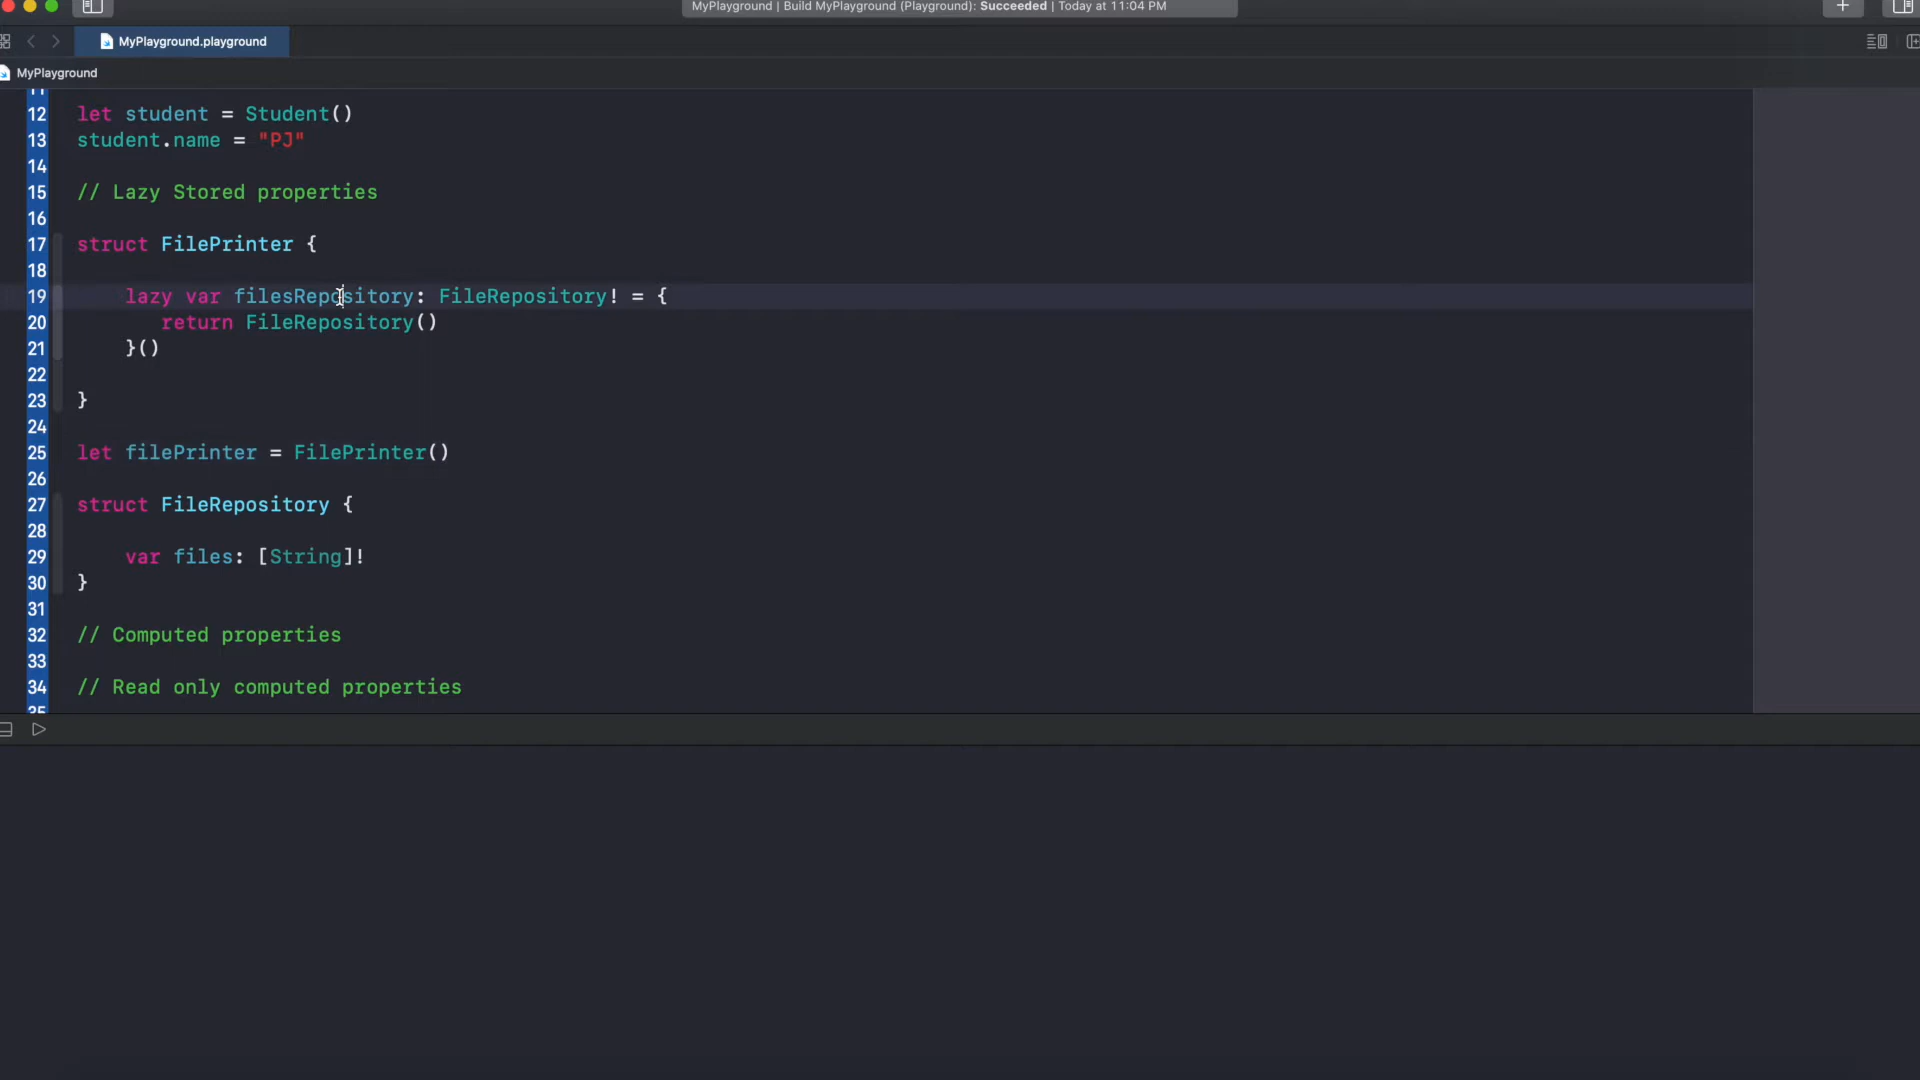 MyPlayground | Build MyPlayground (Playground): Succeeded | Today at 11:04 PM
MyPlayground.playground
MyPlayground
11
12 let student = Student()
13 student.name = "PJ"
14
15 // Lazy Stored properties
16
17 struct FilePrinter {
18
19 lazy var filesRepository: FileRepository! = {
20 return FileRepository()
21 }()
22
23 }
24
25 let filePrinter = FilePrinter()
26
27 struct FileRepository {
28
29 var files: [String]!
30 }
31
32 // Computed properties
33
34 // Read only computed properties
35